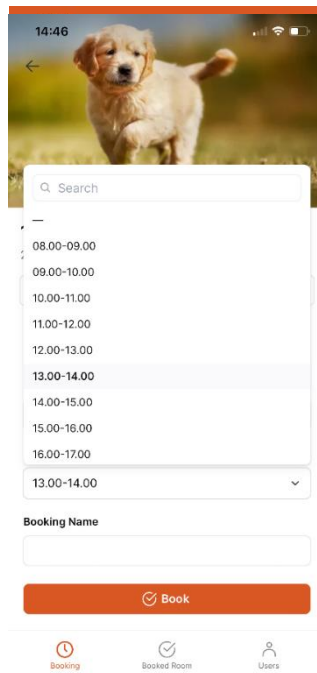 14:46
Search
—
08.00-09.00
09.00-10.00
10.00-11.00
11.00-12.00
12.00-13.00
13.00-14.00
14.00-15.00
15.00-16.00
16.00-17.00
13.00-14.00
Booking Name
Book
Booking
Booked Room
Users